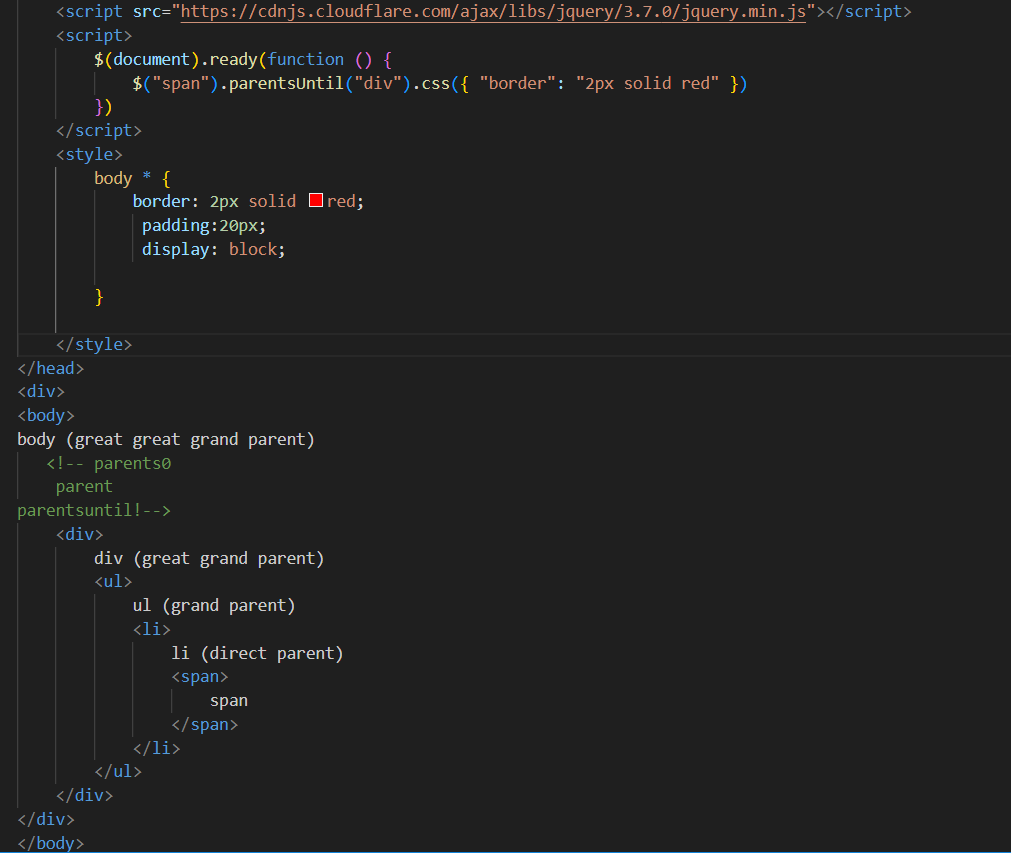 <script src="https://cdnjs.cloudflare.com/ajax/libs/jquery/3.7.0/jquery.min.js"></script>
<script>
$(document).ready(function () {
$("span").parentsUntil("div").css({ "border": "2px solid red" })
})
</script>
<style>
body * {
border: 2px solid red;
padding:20px;
display: block;
}
</style>
</head>
<div>
<body>
body (great great grand parent)
<!-- parents0
parent
parentsuntil!-->
<div>
div (great grand parent)
<ul>
ul (grand parent)
<li>
li (direct parent)
<span>
span
</span>
</li>
</ul>
</div>
</div>
</body>